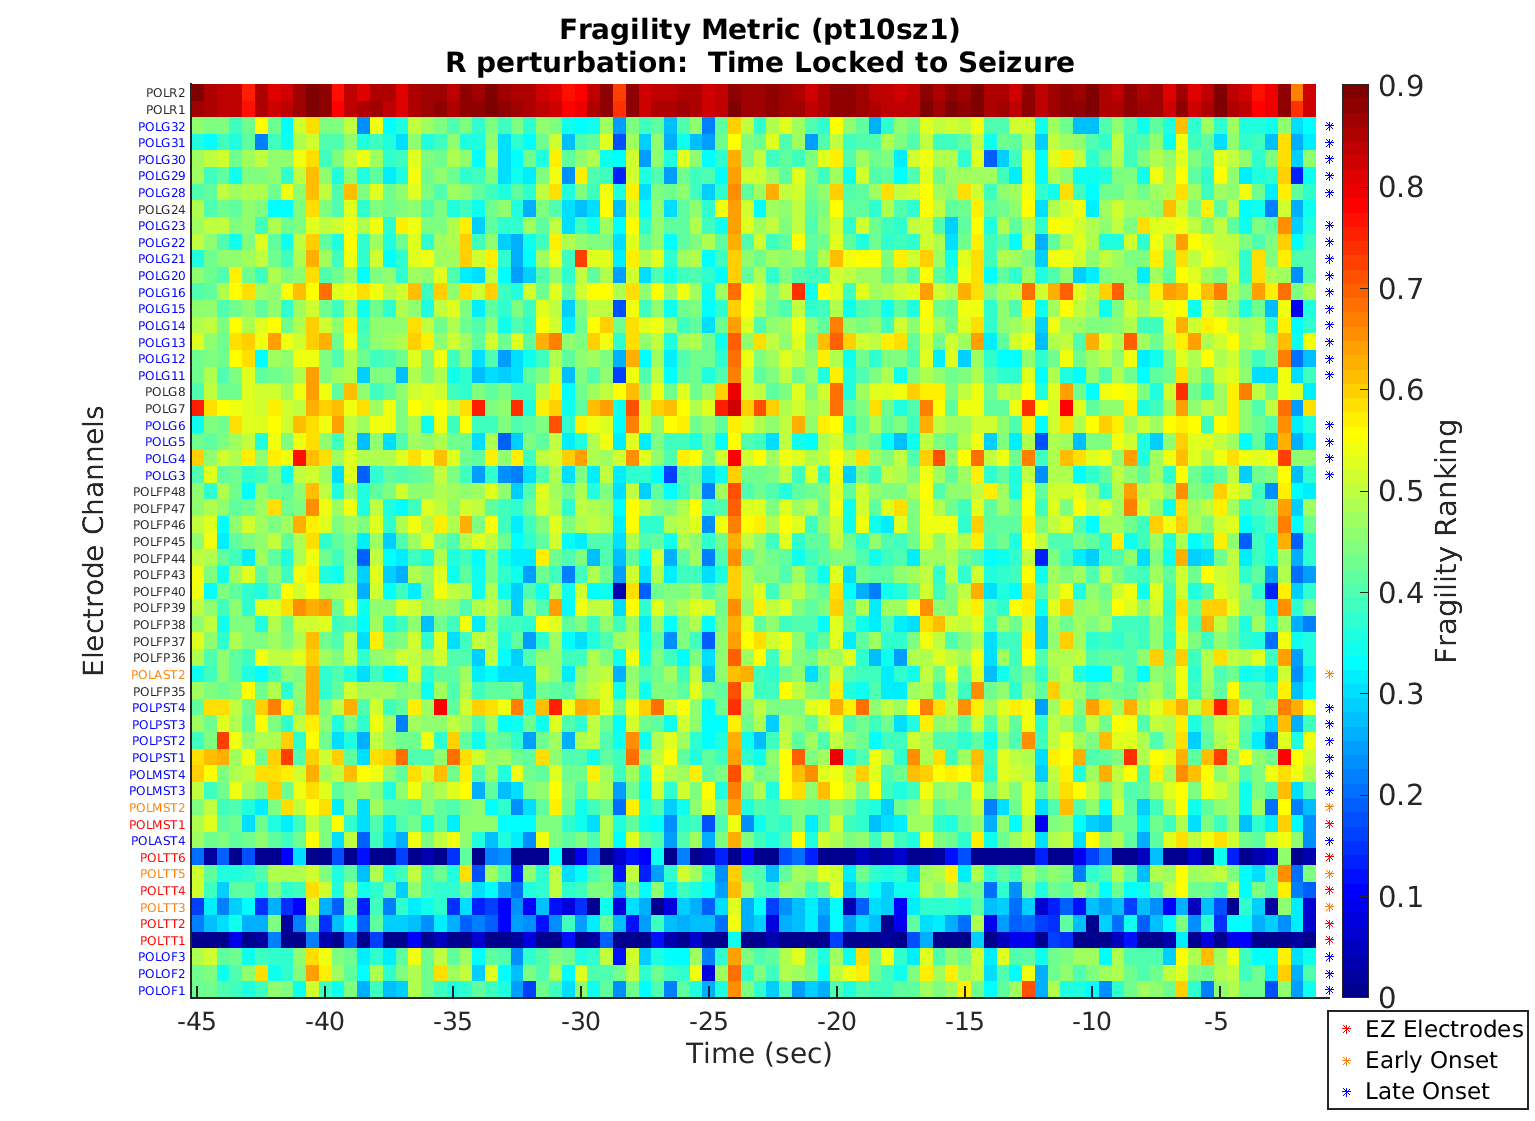 Fragility Metric (pt10sz1)
R perturbation:  Time Locked to Seizure
Electrode Channels
POLR2
POLR1
POLG32
POLG31
POLG30
POLG29
POLG28
POLG24
POLG23
POLG22
POLG21
POLG20
POLG16
POLG15
POLG14
POLG13
POLG12
POLG11
POLG8
POLG7
POLG6
POLG5
POLG4
POLG3
POLFP48
POLFP47
POLFP46
POLFP45
POLFP44
POLFP43
POLFP40
POLFP39
POLFP38
POLFP37
POLFP36
POLAST2
POLFP35
POLPST4
POLPST3
POLPST2
POLPST1
POLMST4
POLMST3
POLMST2
POLMST1
POLAST4
POLTT6
POLTT5
POLTT4
POLTT3
POLTT2
POLTT1
POLOF3
POLOF2
POLOF1
-45 -40 -35 -30 -25 -20 -15 -10 -5
Time (sec)
0.9
0.8
0.7
0.6
0.5
0.4
0.3
0.2
0.1
0
Fragility Ranking
EZ Electrodes
Early Onset
Late Onset